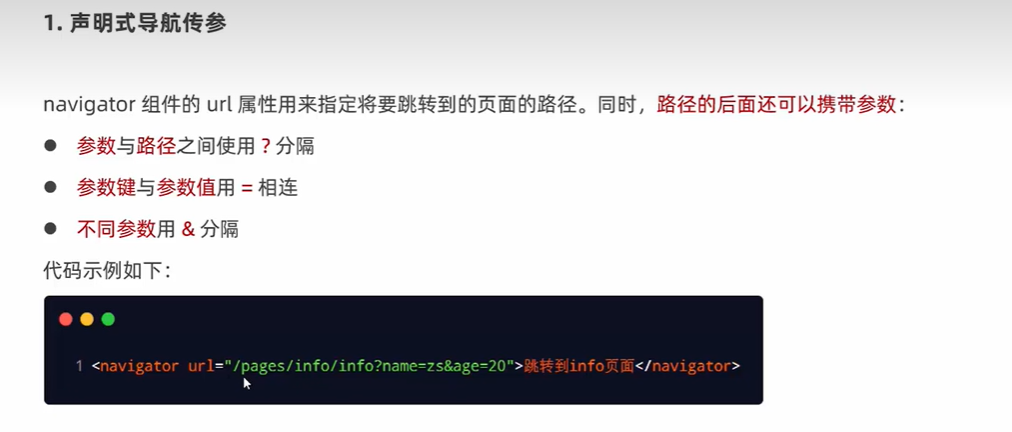 1. 声明式导航传参
navigator 组件的 url 属性用来指定将要跳转到的页面的路径。同时，路径的后面还可以携带参数：
● 参数与路径之间使用 ? 分隔
● 参数键与参数值用 = 相连
● 不同参数用 & 分隔
代码示例如下：
1 <navigator url="/pages/info/info?name=zs&age=20">跳转到info页面</navigator>